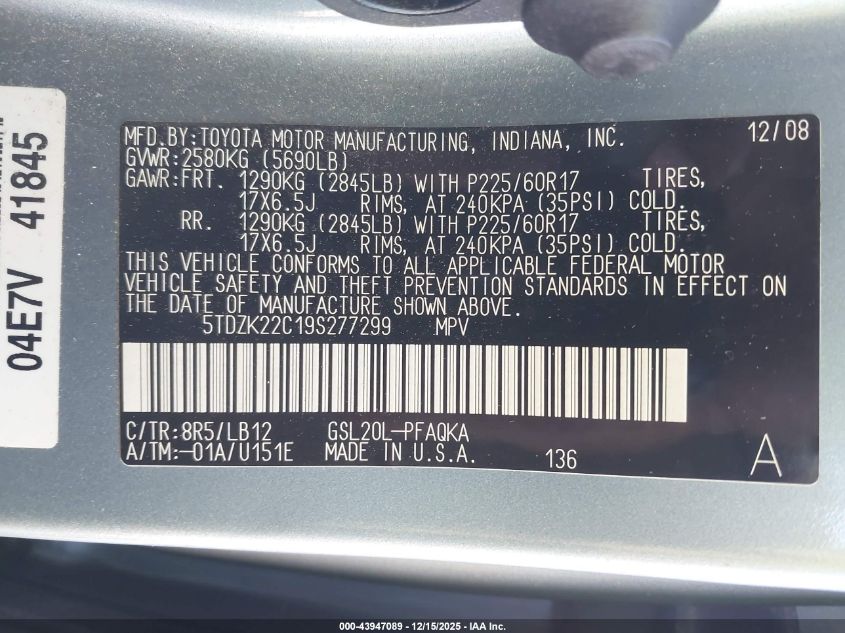 MFD.BY:TOYOTA MOTOR MANUFACTURING, INDIANA, INC. 12/08
GVWR:2580KG (5690LB)
GAWR:FRT. 1290KG (2845LB) WITH P225/60R17 TIRES,
17X6.5J RIMS, AT 240KPA (35PSI) COLD.
RR. 1290KG (2845LB) WITH P225/60R17 TIRES,
17X6.5J RIMS, AT 240KPA (35PSI) COLD.
THIS VEHICLE CONFORMS TO ALL APPLICABLE FEDERAL MOTOR
VEHICLE SAFETY AND THEFT PREVENTION STANDARDS IN EFFECT ON
THE DATE OF MANUFACTURE SHOWN ABOVE.
5TDZK22C19S277299 MPV
C/TR:8R5/LB12 GSL20L-PFAQKA
A/TM:-01A/U151E MADE IN U.S.A. 136 A
04E7V 41845
000-43947089 - 12/15/2025 - IAA Inc.